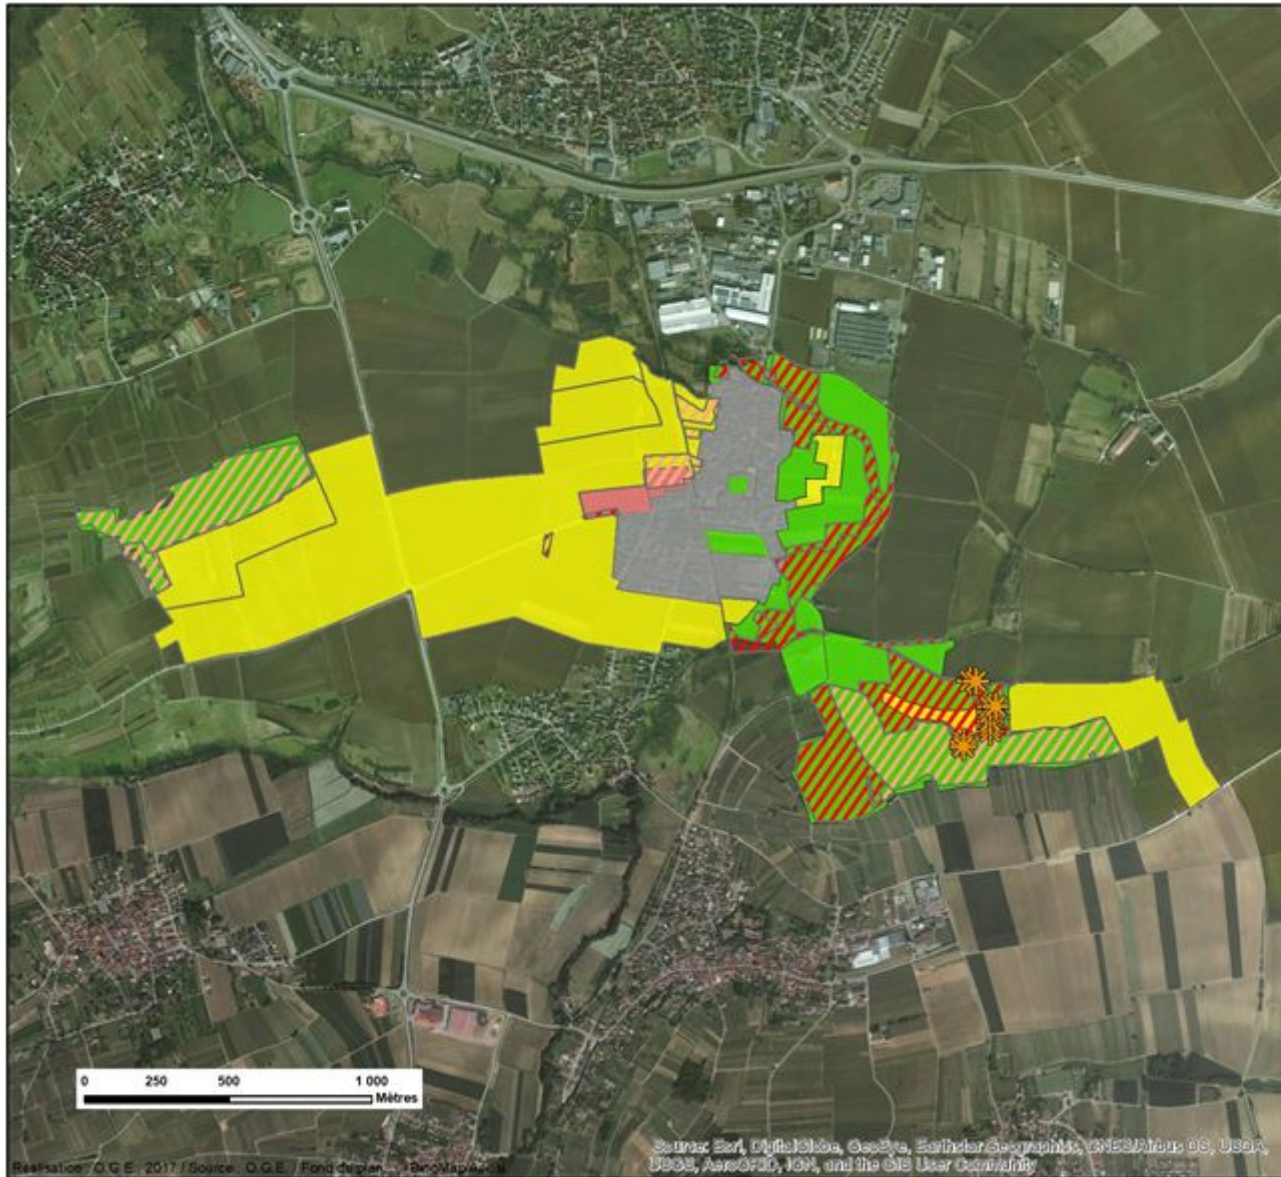 0 250 500 1 000
Mètres
Source: Esri, DigitalGlobe, GeoEye, Earthstar Geographics, CNES/Airbus DS, USDA,
USGS, AeroGRID, IGN, and the GIS User Community
Réalisation : O.G.E. 2017 / Source : O.G.E. / Fond de plan